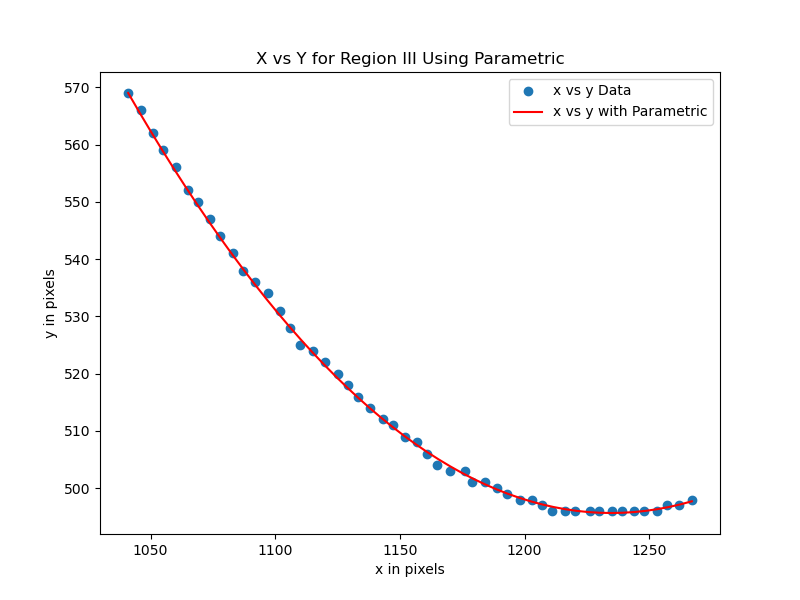 X vs Y for Region III Using Parametric
x vs y Data
x vs y with Parametric
570
560
550
540
530
520
510
500
y in pixels
1050 1100 1150 1200 1250
x in pixels